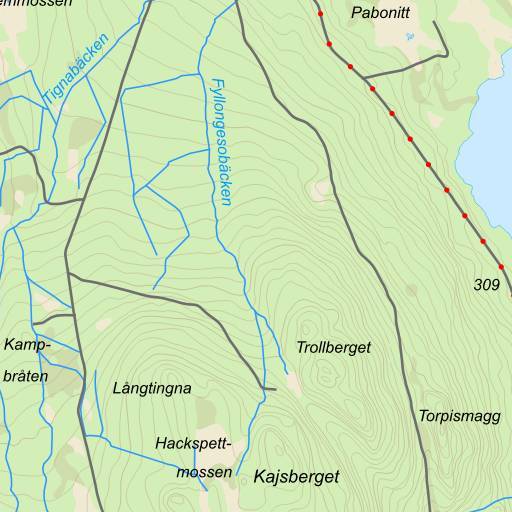 Pabonitt
Tignabäcken
Fyllongesobäcken
309
Kamp-
bråten
Trollberget
Långtingna
Torpismagg
Hackspett-
mossen
Kajsberget